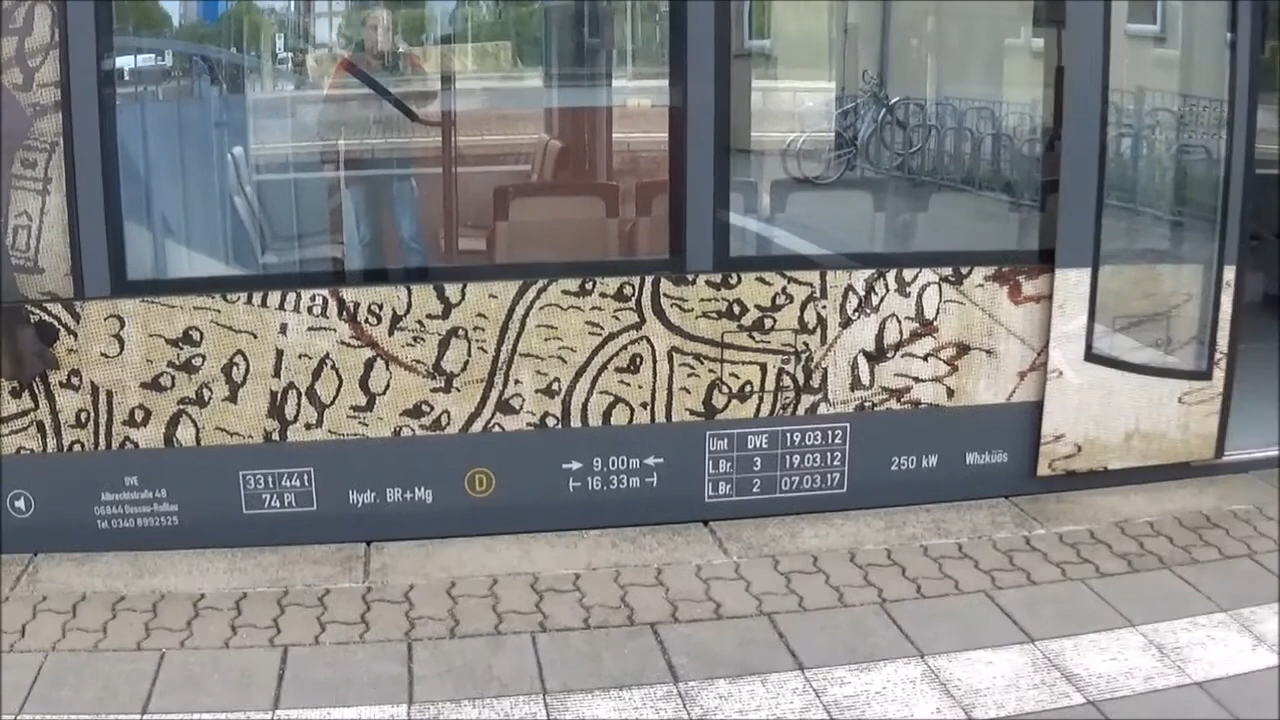 enhaus
3
DVE
Albrechtstraße 48
06844 Dessau-Roßlau
Tel. 0340 8992525
33 t 44 t
74 Pl
Hydr. BR+Mg
D
9,00m
16,33m
Unt DVE 19.03.12
L.Br. 3 19.03.12
L.Br. 2 07.03.17
250 kW
Whzküös